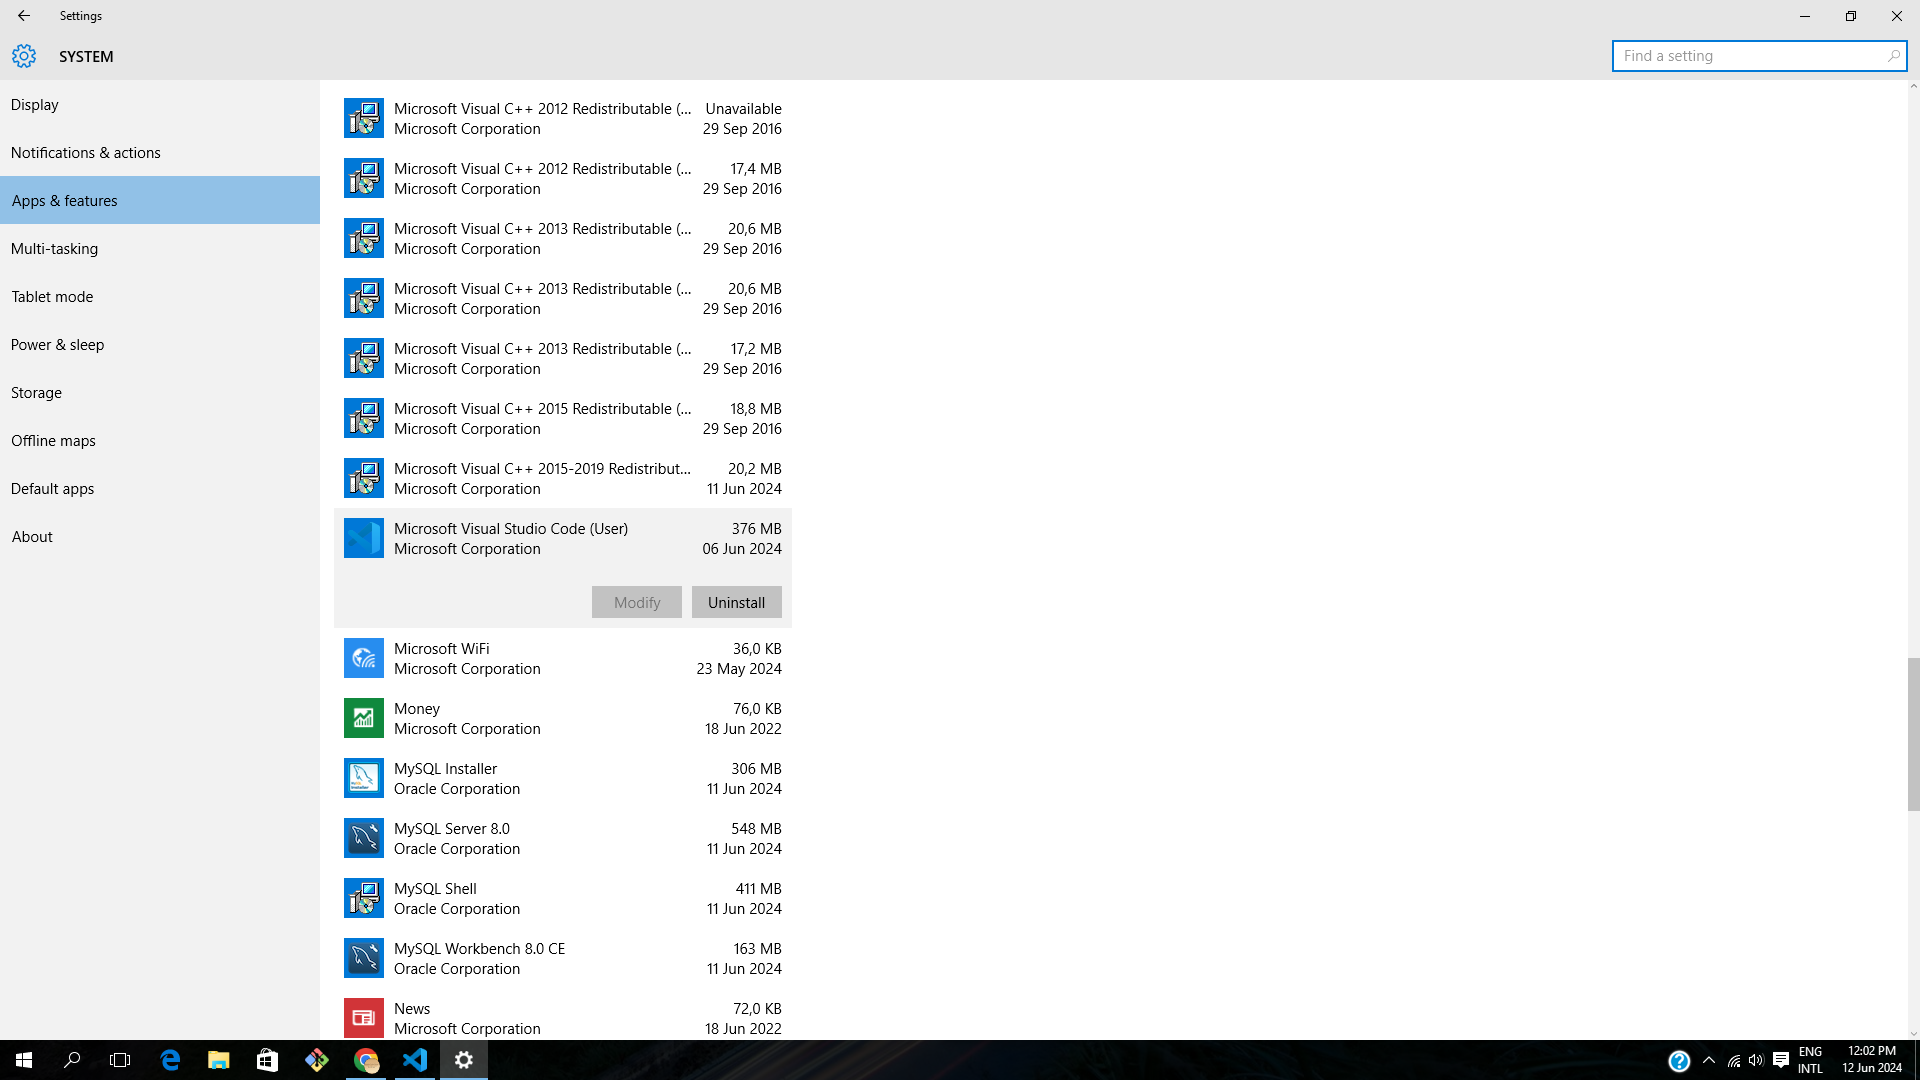 Settings
SYSTEM
Find a setting
Display
Notifications & actions
Apps & features
Multi-tasking
Tablet mode
Power & sleep
Storage
Offline maps
Default apps
About
Microsoft Visual C++ 2012 Redistributable (... Unavailable
Microsoft Corporation 29 Sep 2016
Microsoft Visual C++ 2012 Redistributable (... 17,4 MB
Microsoft Corporation 29 Sep 2016
Microsoft Visual C++ 2013 Redistributable (... 20,6 MB
Microsoft Corporation 29 Sep 2016
Microsoft Visual C++ 2013 Redistributable (... 20,6 MB
Microsoft Corporation 29 Sep 2016
Microsoft Visual C++ 2013 Redistributable (... 17,2 MB
Microsoft Corporation 29 Sep 2016
Microsoft Visual C++ 2015 Redistributable (... 18,8 MB
Microsoft Corporation 29 Sep 2016
Microsoft Visual C++ 2015-2019 Redistribut... 20,2 MB
Microsoft Corporation 11 Jun 2024
Microsoft Visual Studio Code (User) 376 MB
Microsoft Corporation 06 Jun 2024
Modify Uninstall
Microsoft WiFi 36,0 KB
Microsoft Corporation 23 May 2024
Money 76,0 KB
Microsoft Corporation 18 Jun 2022
MySQL Installer 306 MB
Oracle Corporation 11 Jun 2024
MySQL Server 8.0 548 MB
Oracle Corporation 11 Jun 2024
MySQL Shell 411 MB
Oracle Corporation 11 Jun 2024
MySQL Workbench 8.0 CE 163 MB
Oracle Corporation 11 Jun 2024
News 72,0 KB
Microsoft Corporation 18 Jun 2022
ENG 12:02 PM
INTL 12 Jun 2024